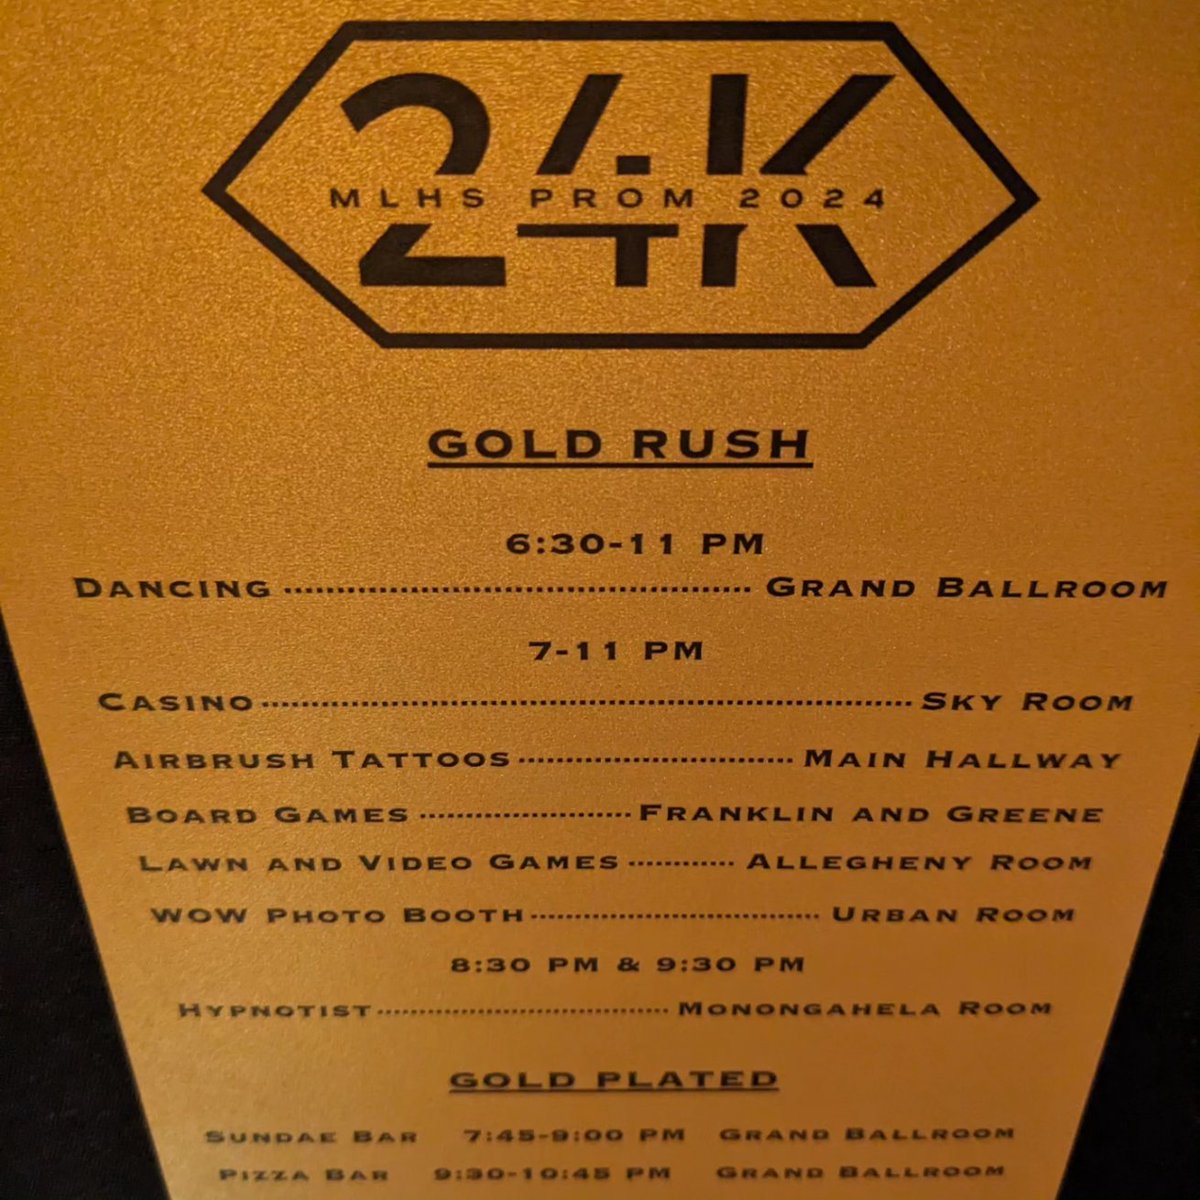 24K
MLHS PROM 2024
GOLD RUSH
6:30-11 PM
DANCING ........................................ GRAND BALLROOM
7-11 PM
CASINO ........................................ SKY ROOM
AIRBRUSH TATTOOS ........................................ MAIN HALLWAY
BOARD GAMES ........................................ FRANKLIN AND GREENE
LAWN AND VIDEO GAMES ............ ALLEGHENY ROOM
WOW PHOTO BOOTH ........................................ URBAN ROOM
8:30 PM & 9:30 PM
HYPNOTIST ........................................ MONONGAHELA ROOM
GOLD PLATED
SUNDAE BAR 7:45-9:00 PM GRAND BALLROOM
PIZZA BAR 9:30-10:45 PM GRAND BALLROOM